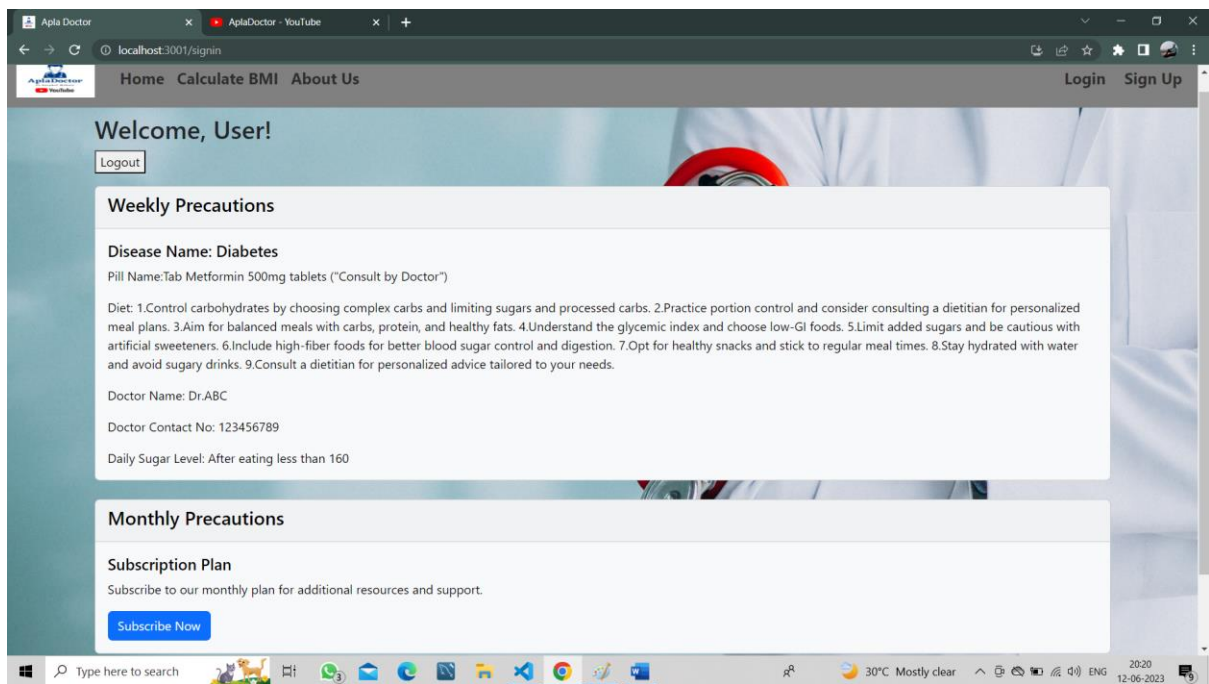 Apla Doctor
ApлaDoctor - YouTube
localhost:3001/signin
AplaDoctor
YouTube
Home Calculate BMI About Us
Login Sign Up
Welcome, User!
Logout
Weekly Precautions
Disease Name: Diabetes
Pill Name:Tab Metformin 500mg tablets ("Consult by Doctor")
Diet: 1.Control carbohydrates by choosing complex carbs and limiting sugars and processed carbs. 2.Practice portion control and consider consulting a dietitian for personalized
meal plans. 3.Aim for balanced meals with carbs, protein, and healthy fats. 4.Understand the glycemic index and choose low-GI foods. 5.Limit added sugars and be cautious with
artificial sweeteners. 6.Include high-fiber foods for better blood sugar control and digestion. 7.Opt for healthy snacks and stick to regular meal times. 8.Stay hydrated with water
and avoid sugary drinks. 9.Consult a dietitian for personalized advice tailored to your needs.
Doctor Name: Dr.ABC
Doctor Contact No: 123456789
Daily Sugar Level: After eating less than 160
Monthly Precautions
Subscription Plan
Subscribe to our monthly plan for additional resources and support.
Subscribe Now
Type here to search
3
30°C Mostly clear
ENG
20:20
12-06-2023
9